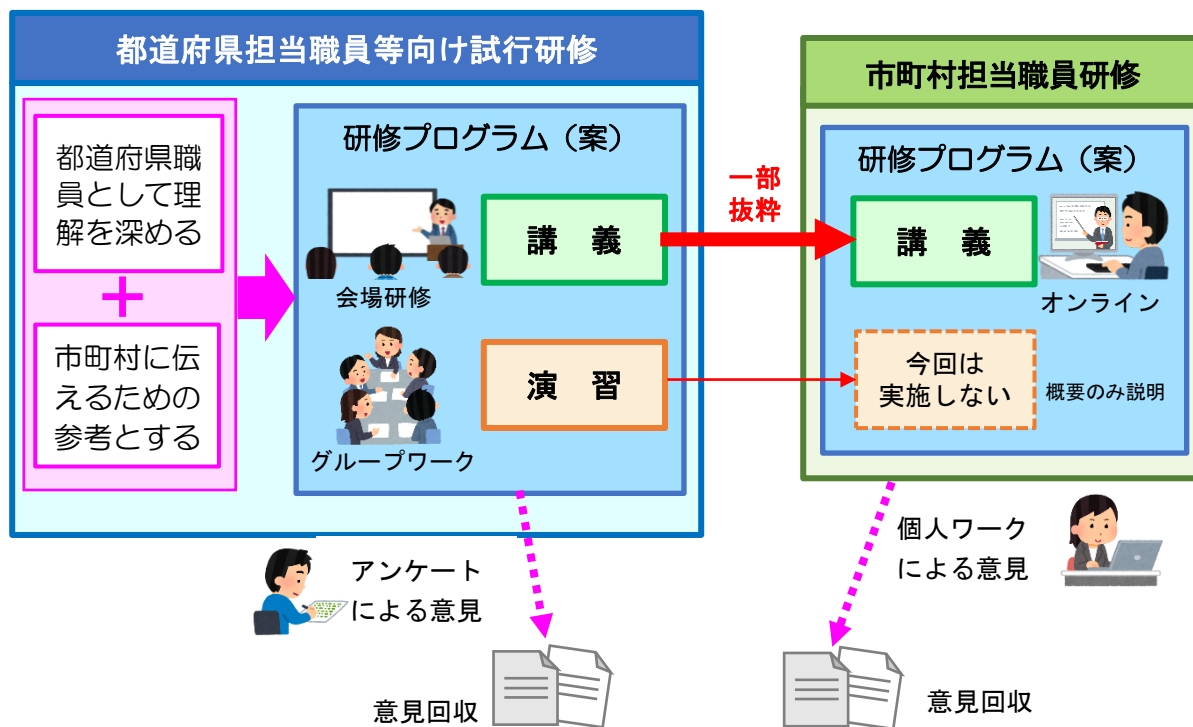 都道府県担当職員等向け試行研修
都道府県職
員として理
解を深める
+
市町村に伝
えるための
参考とする
研修プログラム（案）
会場研修
講　義
グループワーク
演　習
一部
抜粋
市町村担当職員研修
研修プログラム（案）
講　義
オンライン
今回は
実施しない
概要のみ説明
アンケート
による意見
意見回収
個人ワーク
による意見
意見回収